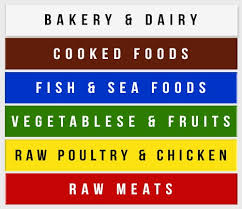 BAKERY & DAIRY
COOKED FOODS
FISH & SEA FOODS
VEGETABLESE & FRUITS
RAW POULTRY & CHICKEN
RAW MEATS